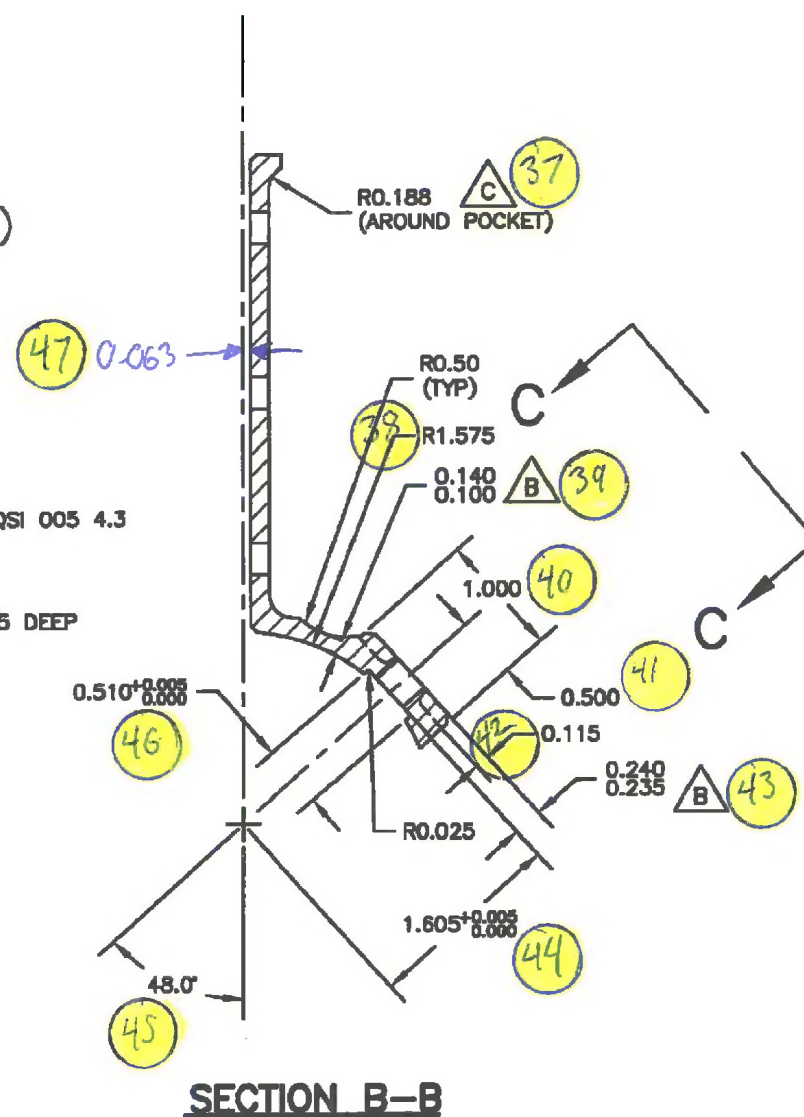 37
C
R0.188
(AROUND POCKET)
47 0.063
R0.50
(TYP)
C
38
R1.575
0.140
0.100
B
39
QSI 005 4.3
1.000
40
5 DEEP
C
41
0.510+0.005
0.000
0.500
46
42
0.115
0.240
0.235
B
43
R0.025
1.605+0.005
0.000
44
48.0°
45
SECTION B-B